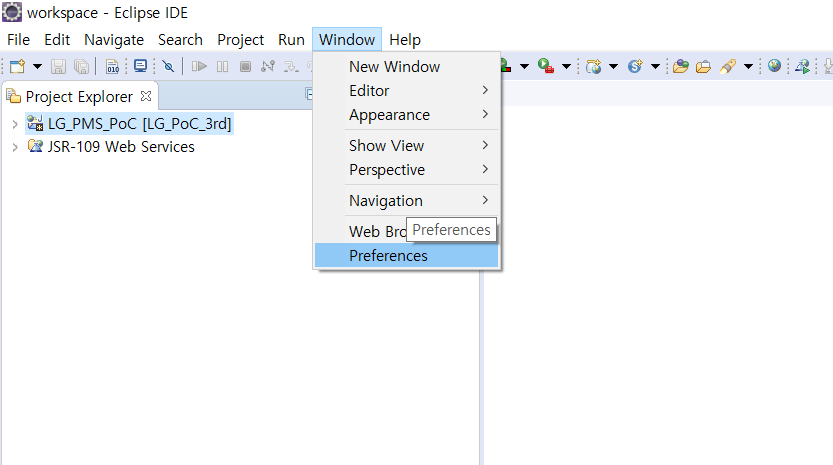 workspace - Eclipse IDE
File Edit Navigate Search Project Run Window Help
010
Project Explorer
LG_PMS_PoC [LG_PoC_3rd]
JSR-109 Web Services
New Window
Editor
Appearance
Show View
Perspective
Navigation
Web Bro
Preferences
Preferences